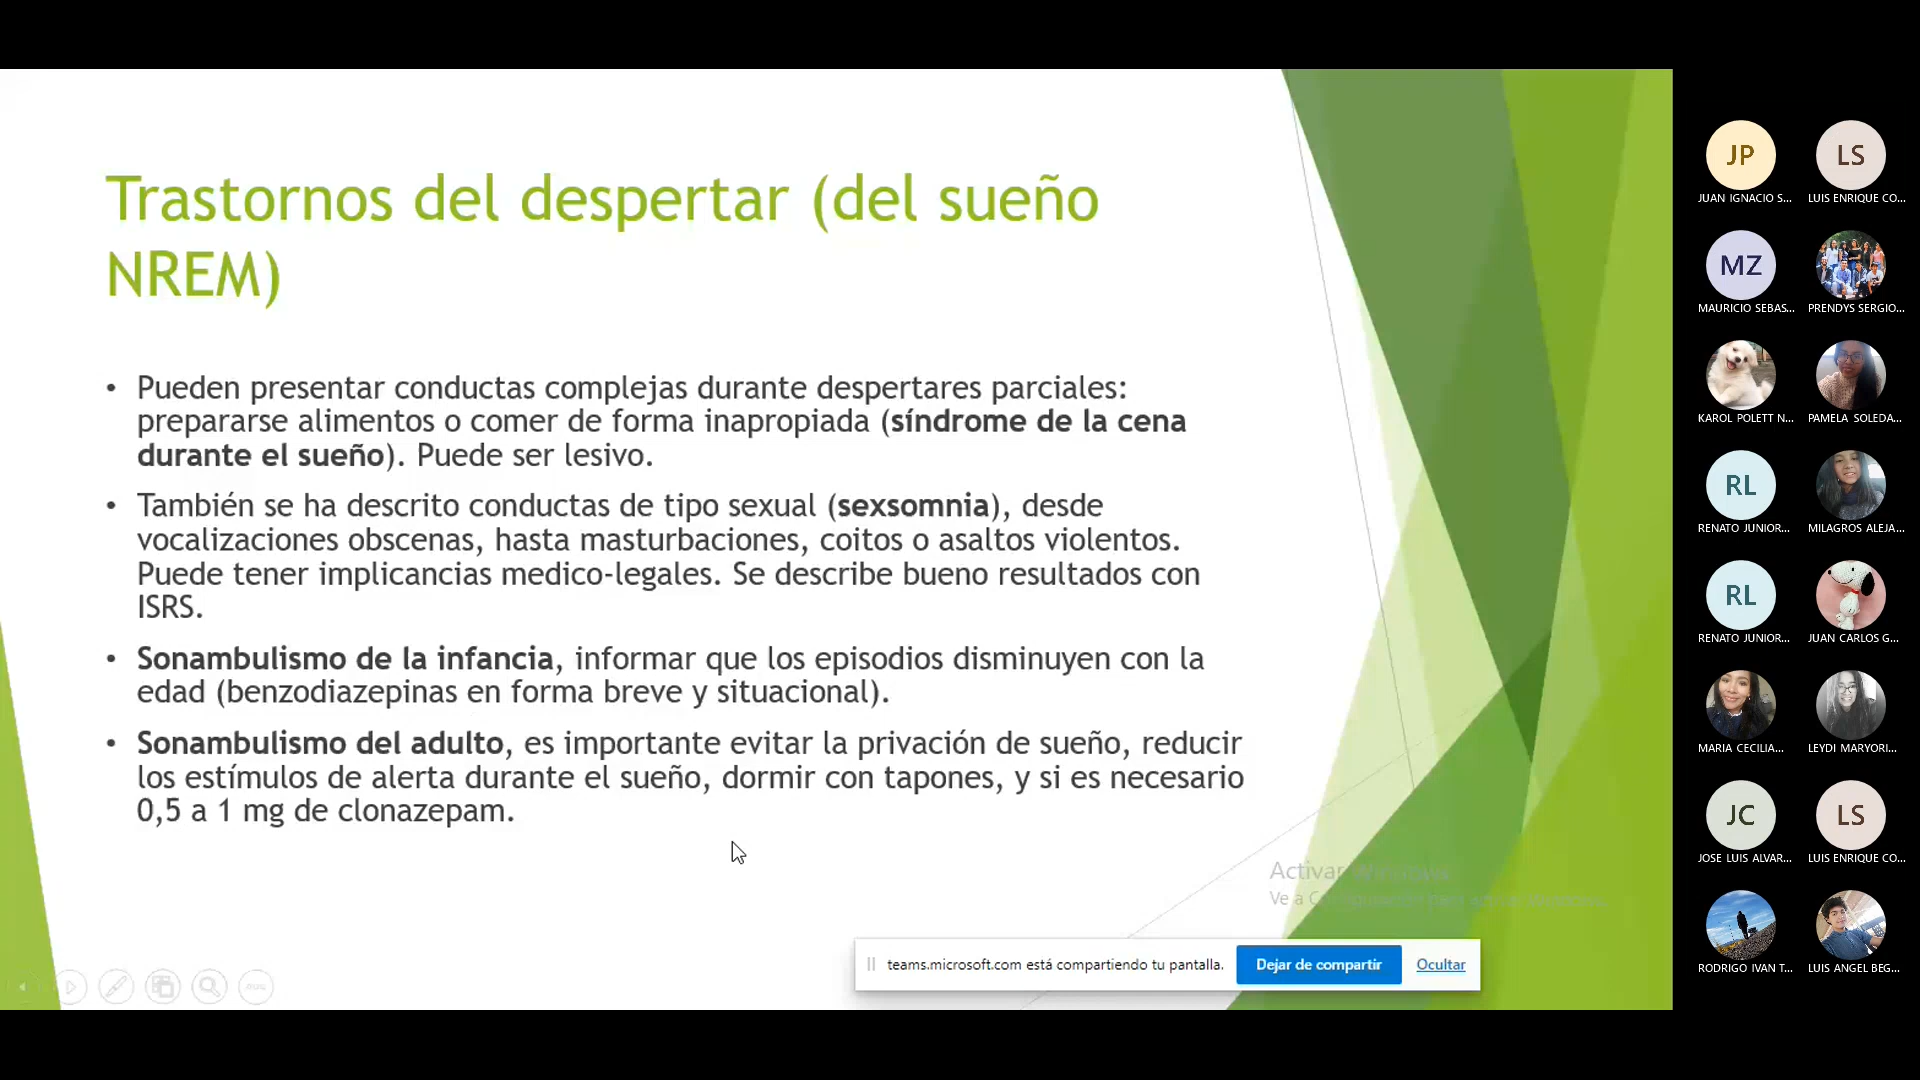 Trastornos del despertar (del sueño
NREM)
• Pueden presentar conductas complejas durante despertares parciales:
prepararse alimentos o comer de forma inapropiada (síndrome de la cena
durante el sueño). Puede ser lesivo.
• También se ha descrito conductas de tipo sexual (sexsomnia), desde
vocalizaciones obscenas, hasta masturbaciones, coitos o asaltos violentos.
Puede tener implicancias medico-legales. Se describe bueno resultados con
ISRS.
• Sonambulismo de la infancia, informar que los episodios disminuyen con la
edad (benzodiazepinas en forma breve y situacional).
• Sonambulismo del adulto, es importante evitar la privación de sueño, reducir
los estímulos de alerta durante el sueño, dormir con tapones, y si es necesario
0,5 a 1 mg de clonazepam.
Activar Windows
Ve a Configuración para activar Windows.
teams.microsoft.com está compartiendo tu pantalla. Dejar de compartir Ocultar
JP LS
JUAN IGNACIO S... LUIS ENRIQUE CO...
MZ
MAURICIO SEBAS... PRENDYS SERGIO...
KAROL POLETT N... PAMELA SOLEDA...
RL
RENATO JUNIOR... MILAGROS ALEJA...
RL
RENATO JUNIOR... JUAN CARLOS G...
MARIA CECILIA... LEYDI MARYORI...
JC LS
JOSE LUIS ALVAR... LUIS ENRIQUE CO...
RODRIGO IVAN T... LUIS ANGEL BEG...